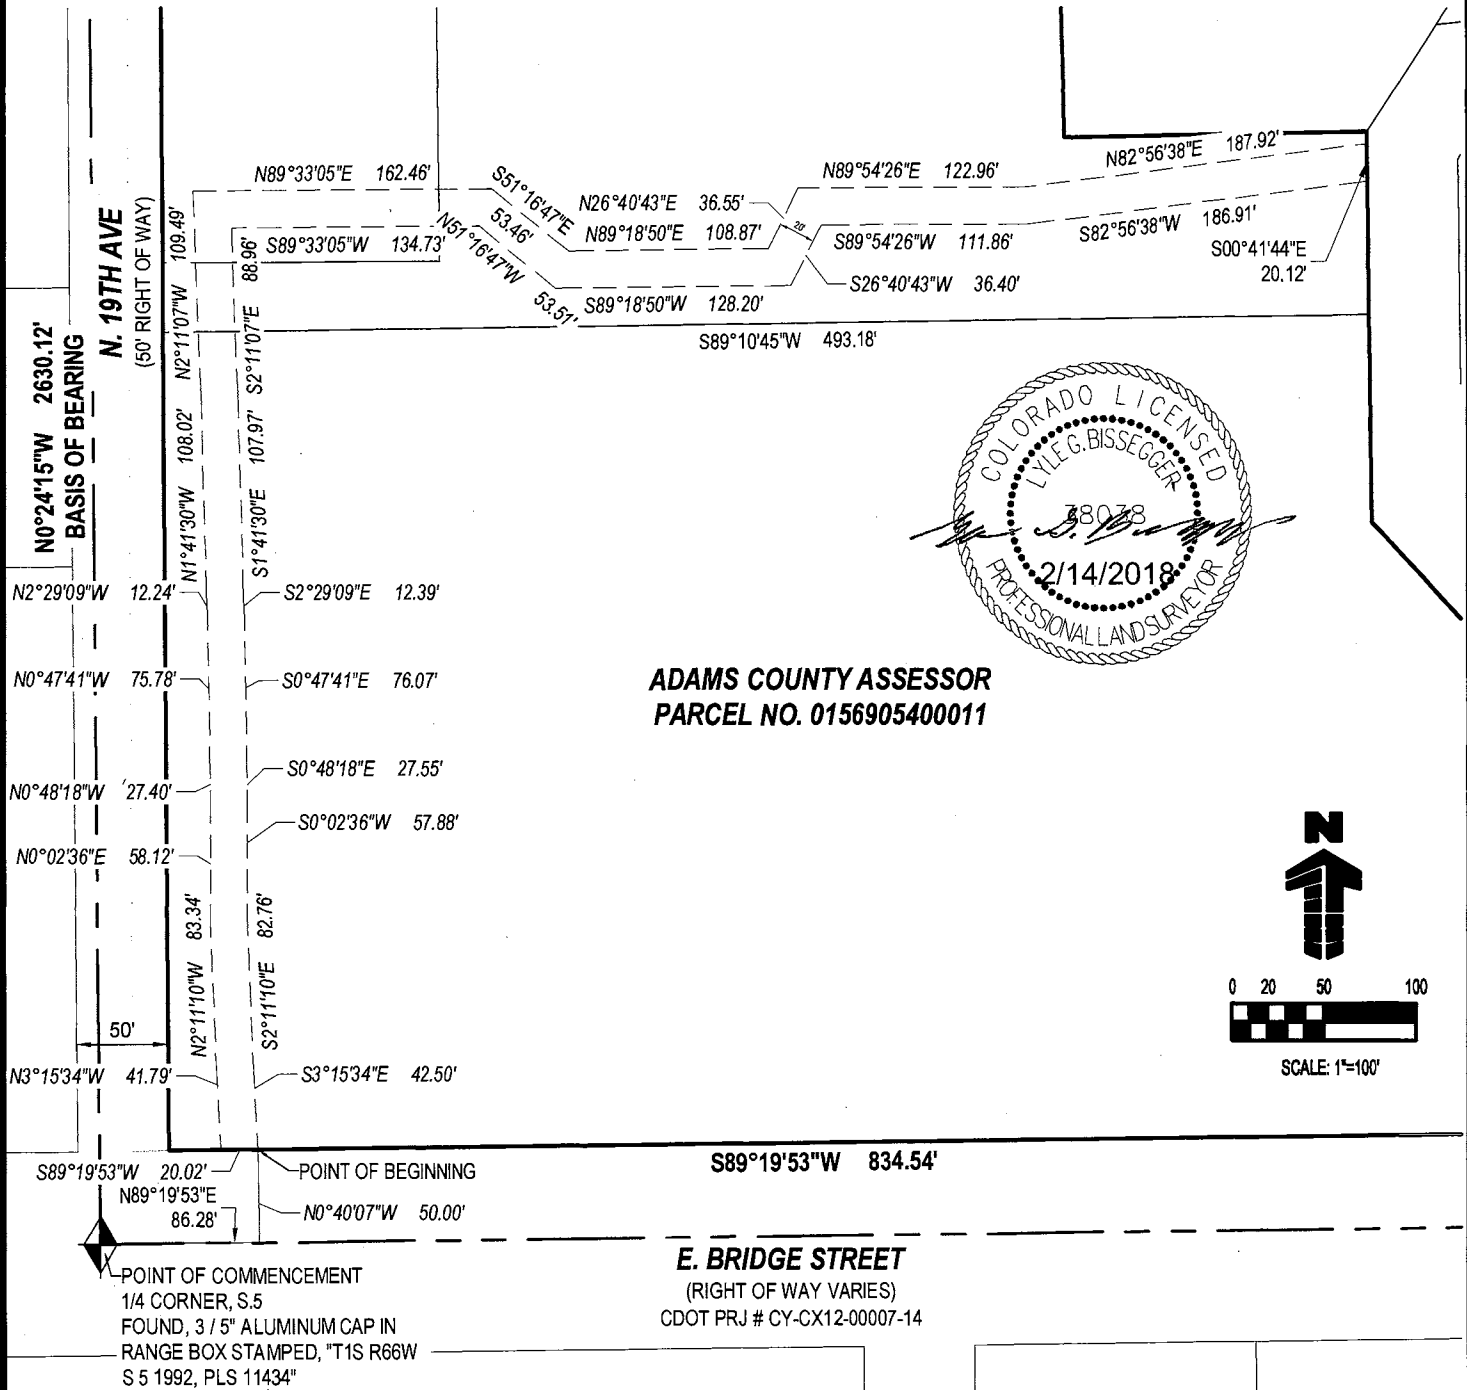 N89°33'05"E 162.46'
S51°16'47"E
53.46'
N26°40'43"E 36.55'
N89°18'50"E 108.87'
20
N89°54'26"E 122.96'
N82°56'38"E 187.92'
S89°33'05"W 134.73'
N51°16'47"W
53.51'
S89°18'50"W 128.20'
S89°54'26"W 111.86'
S26°40'43"W 36.40'
S82°56'38"W 186.91'
S00°41'44"E
20.12'
S89°10'45"W 493.18'
N. 19TH AVE
(50' RIGHT OF WAY)
N0°24'15"W 2630.12'
BASIS OF BEARING
N2°11'07"W 109.49'
S2°11'07"E 88.96'
N1°41'30"W 108.02'
S1°41'30"E 107.97'
N2°29'09"W 12.24'
S2°29'09"E 12.39'
N0°47'41"W 75.78'
S0°47'41"E 76.07'
S0°48'18"E 27.55'
N0°48'18"W 27.40'
S0°02'36"W 57.88'
N0°02'36"E 58.12'
N2°11'10"W 83.34'
S2°11'10"E 82.76'
50'
N3°15'34"W 41.79'
S3°15'34"E 42.50'
COLORADO LICENSED
LYLE G. BISSEGGER
38038
2/14/2018
PROFESSIONAL LAND SURVEYOR
ADAMS COUNTY ASSESSOR
PARCEL NO. 0156905400011
N
0 20 50 100
SCALE: 1"=100'
S89°19'53"W 20.02'
POINT OF BEGINNING
S89°19'53"W 834.54'
N89°19'53"E
86.28'
N0°40'07"W 50.00'
E. BRIDGE STREET
(RIGHT OF WAY VARIES)
CDOT PRJ # CY-CX12-00007-14
POINT OF COMMENCEMENT
1/4 CORNER, S.5
FOUND, 3 / 5" ALUMINUM CAP IN
RANGE BOX STAMPED, "T1S R66W
S 5 1992, PLS 11434"